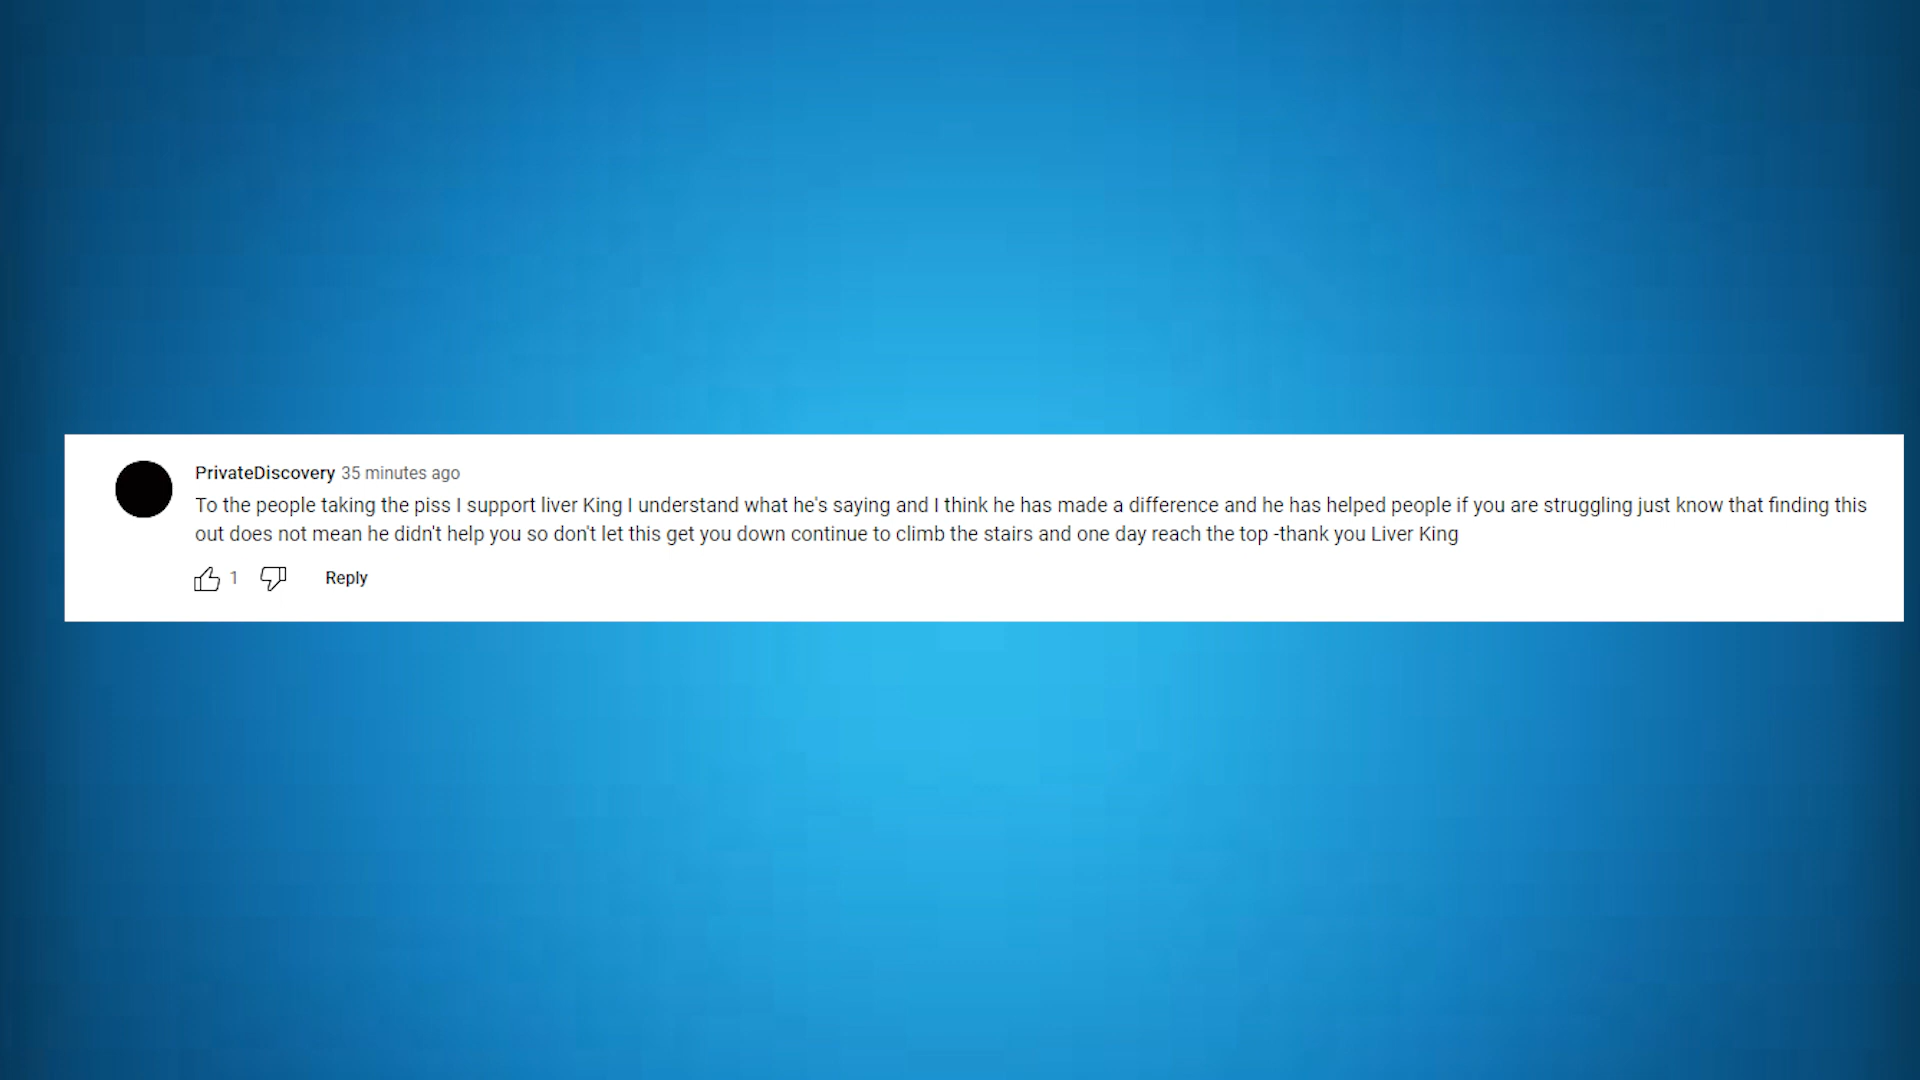 PrivateDiscovery 35 minutes ago
To the people taking the piss I support liver King I understand what he's saying and I think he has made a difference and he has helped people if you are struggling just know that finding this
out does not mean he didn't help you so don't let this get you down continue to climb the stairs and one day reach the top -thank you Liver King
1 Reply